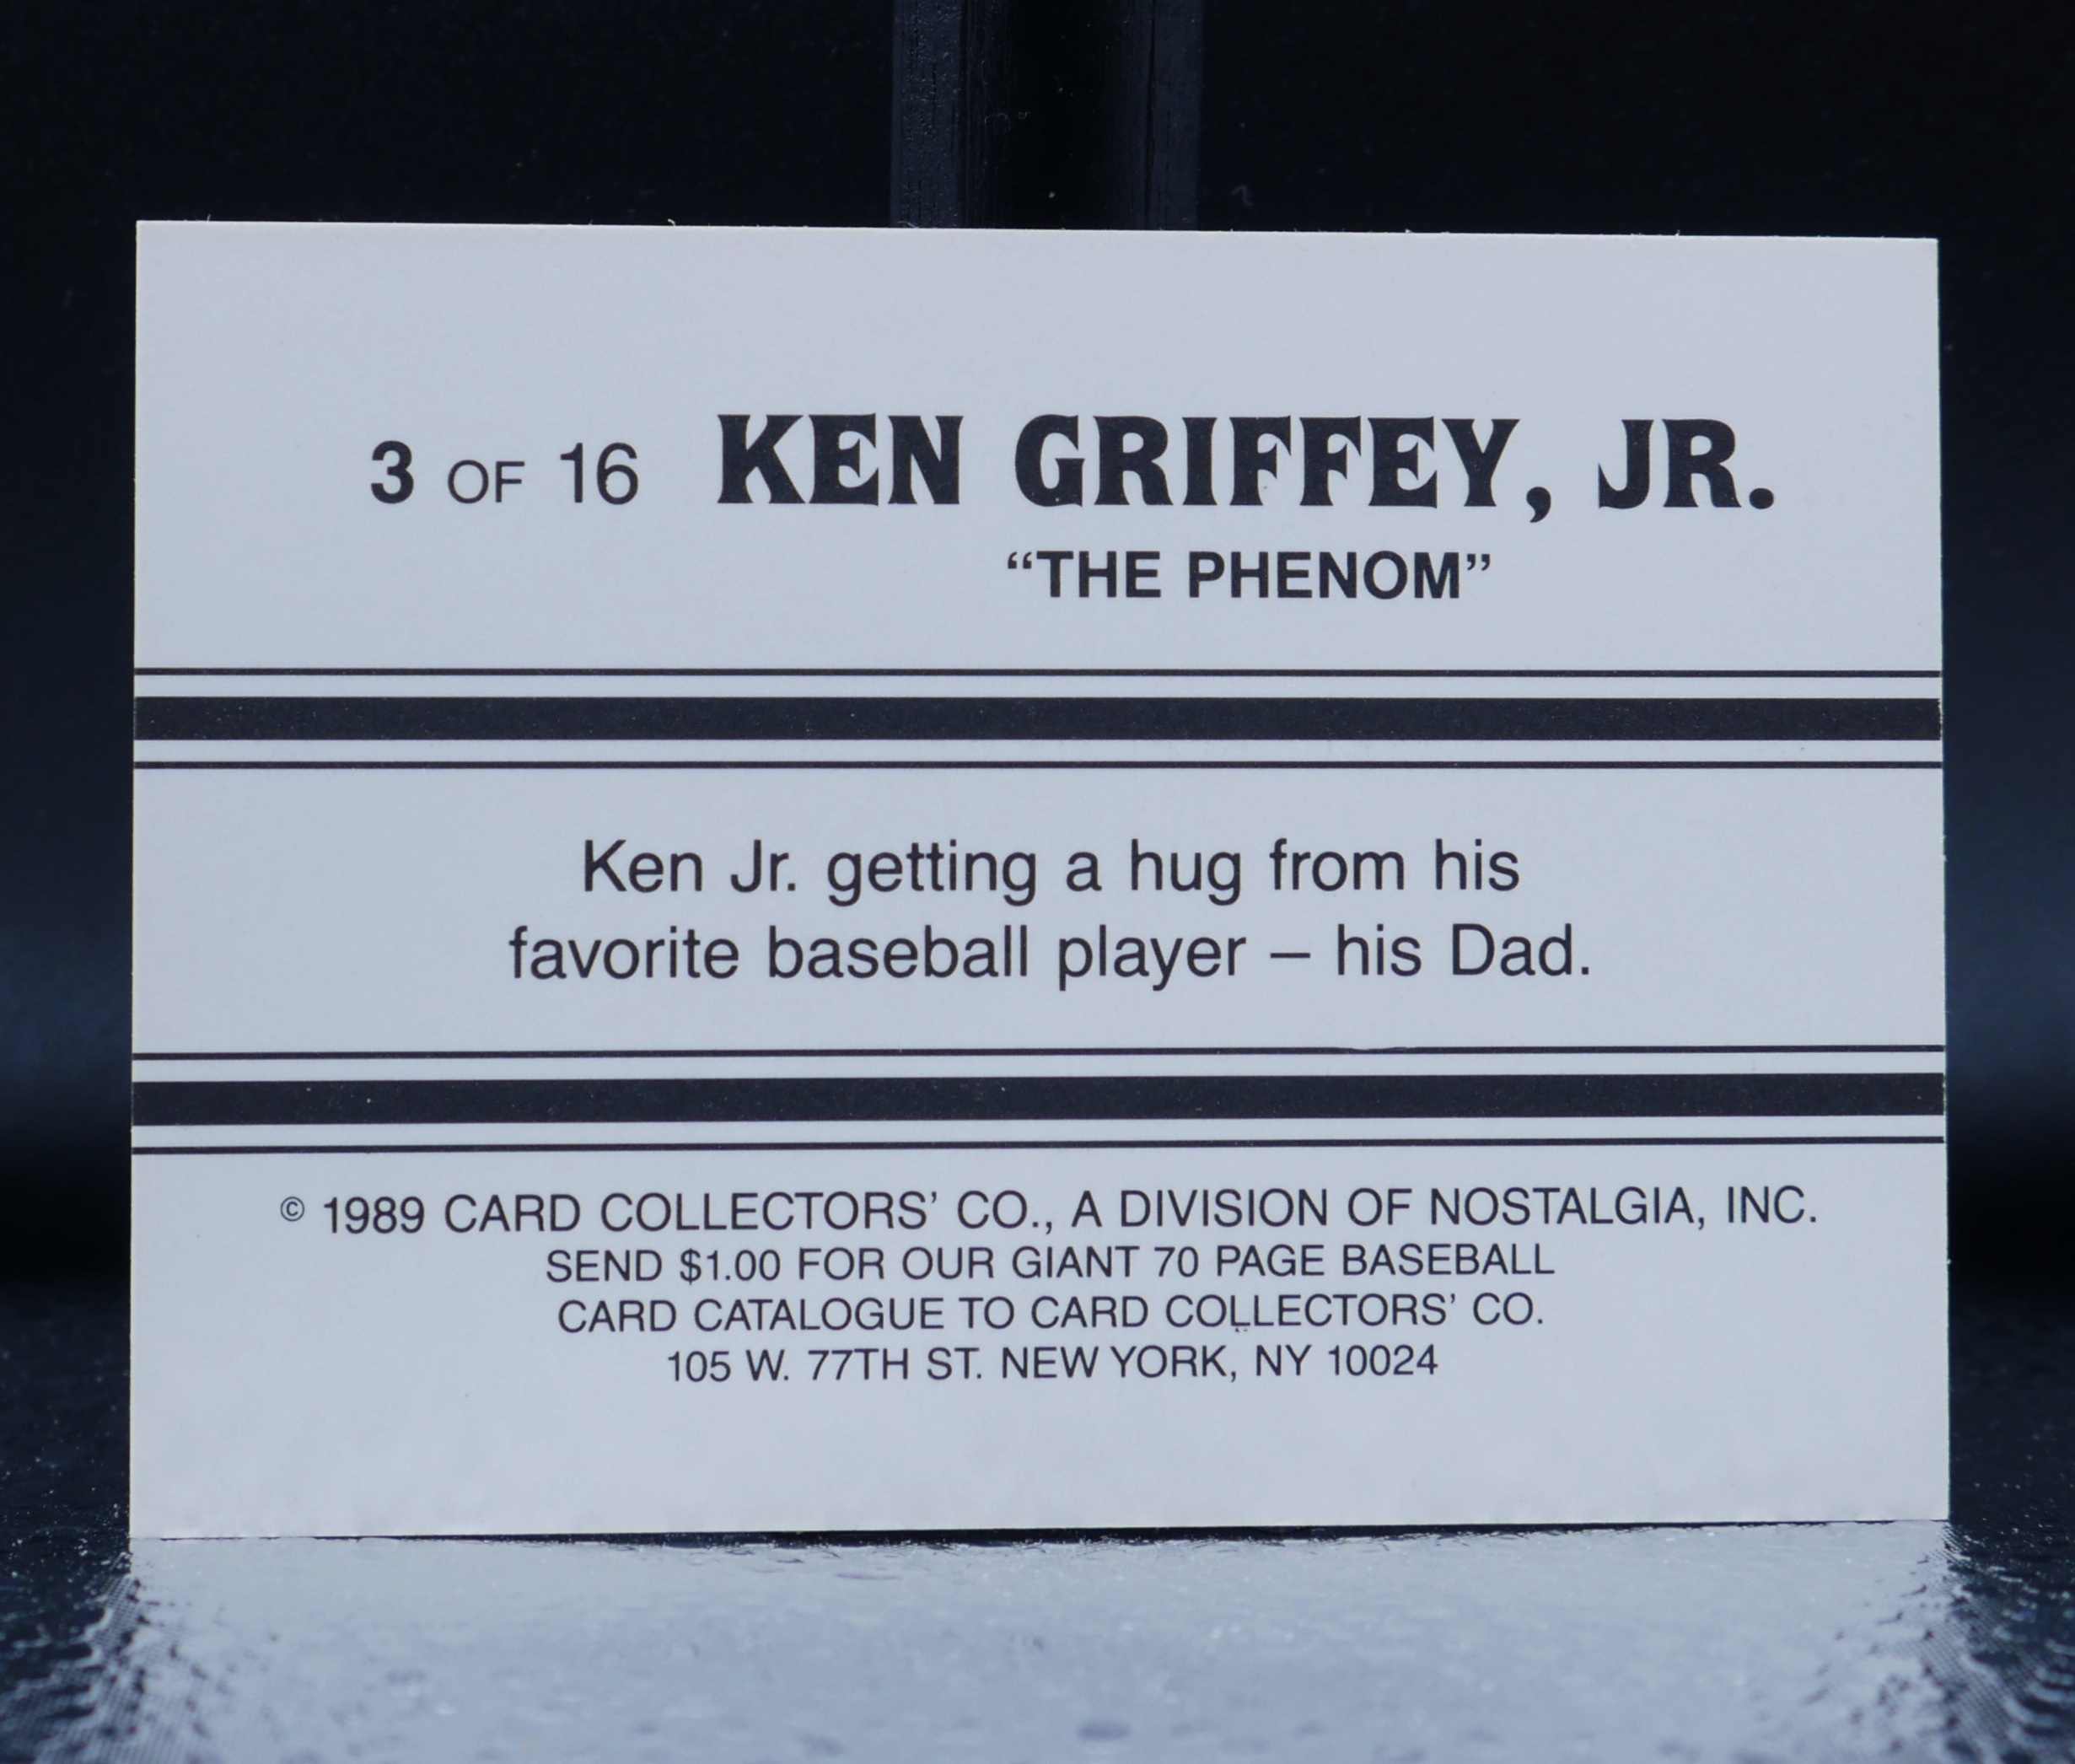 3 OF 16 KEN GRIFFEY, JR.
“THE PHENOM”
Ken Jr. getting a hug from his
favorite baseball player – his Dad.
© 1989 CARD COLLECTORS’ CO., A DIVISION OF NOSTALGIA, INC.
SEND $1.00 FOR OUR GIANT 70 PAGE BASEBALL
CARD CATALOGUE TO CARD COLLECTORS’ CO.
105 W. 77TH ST. NEW YORK, NY 10024